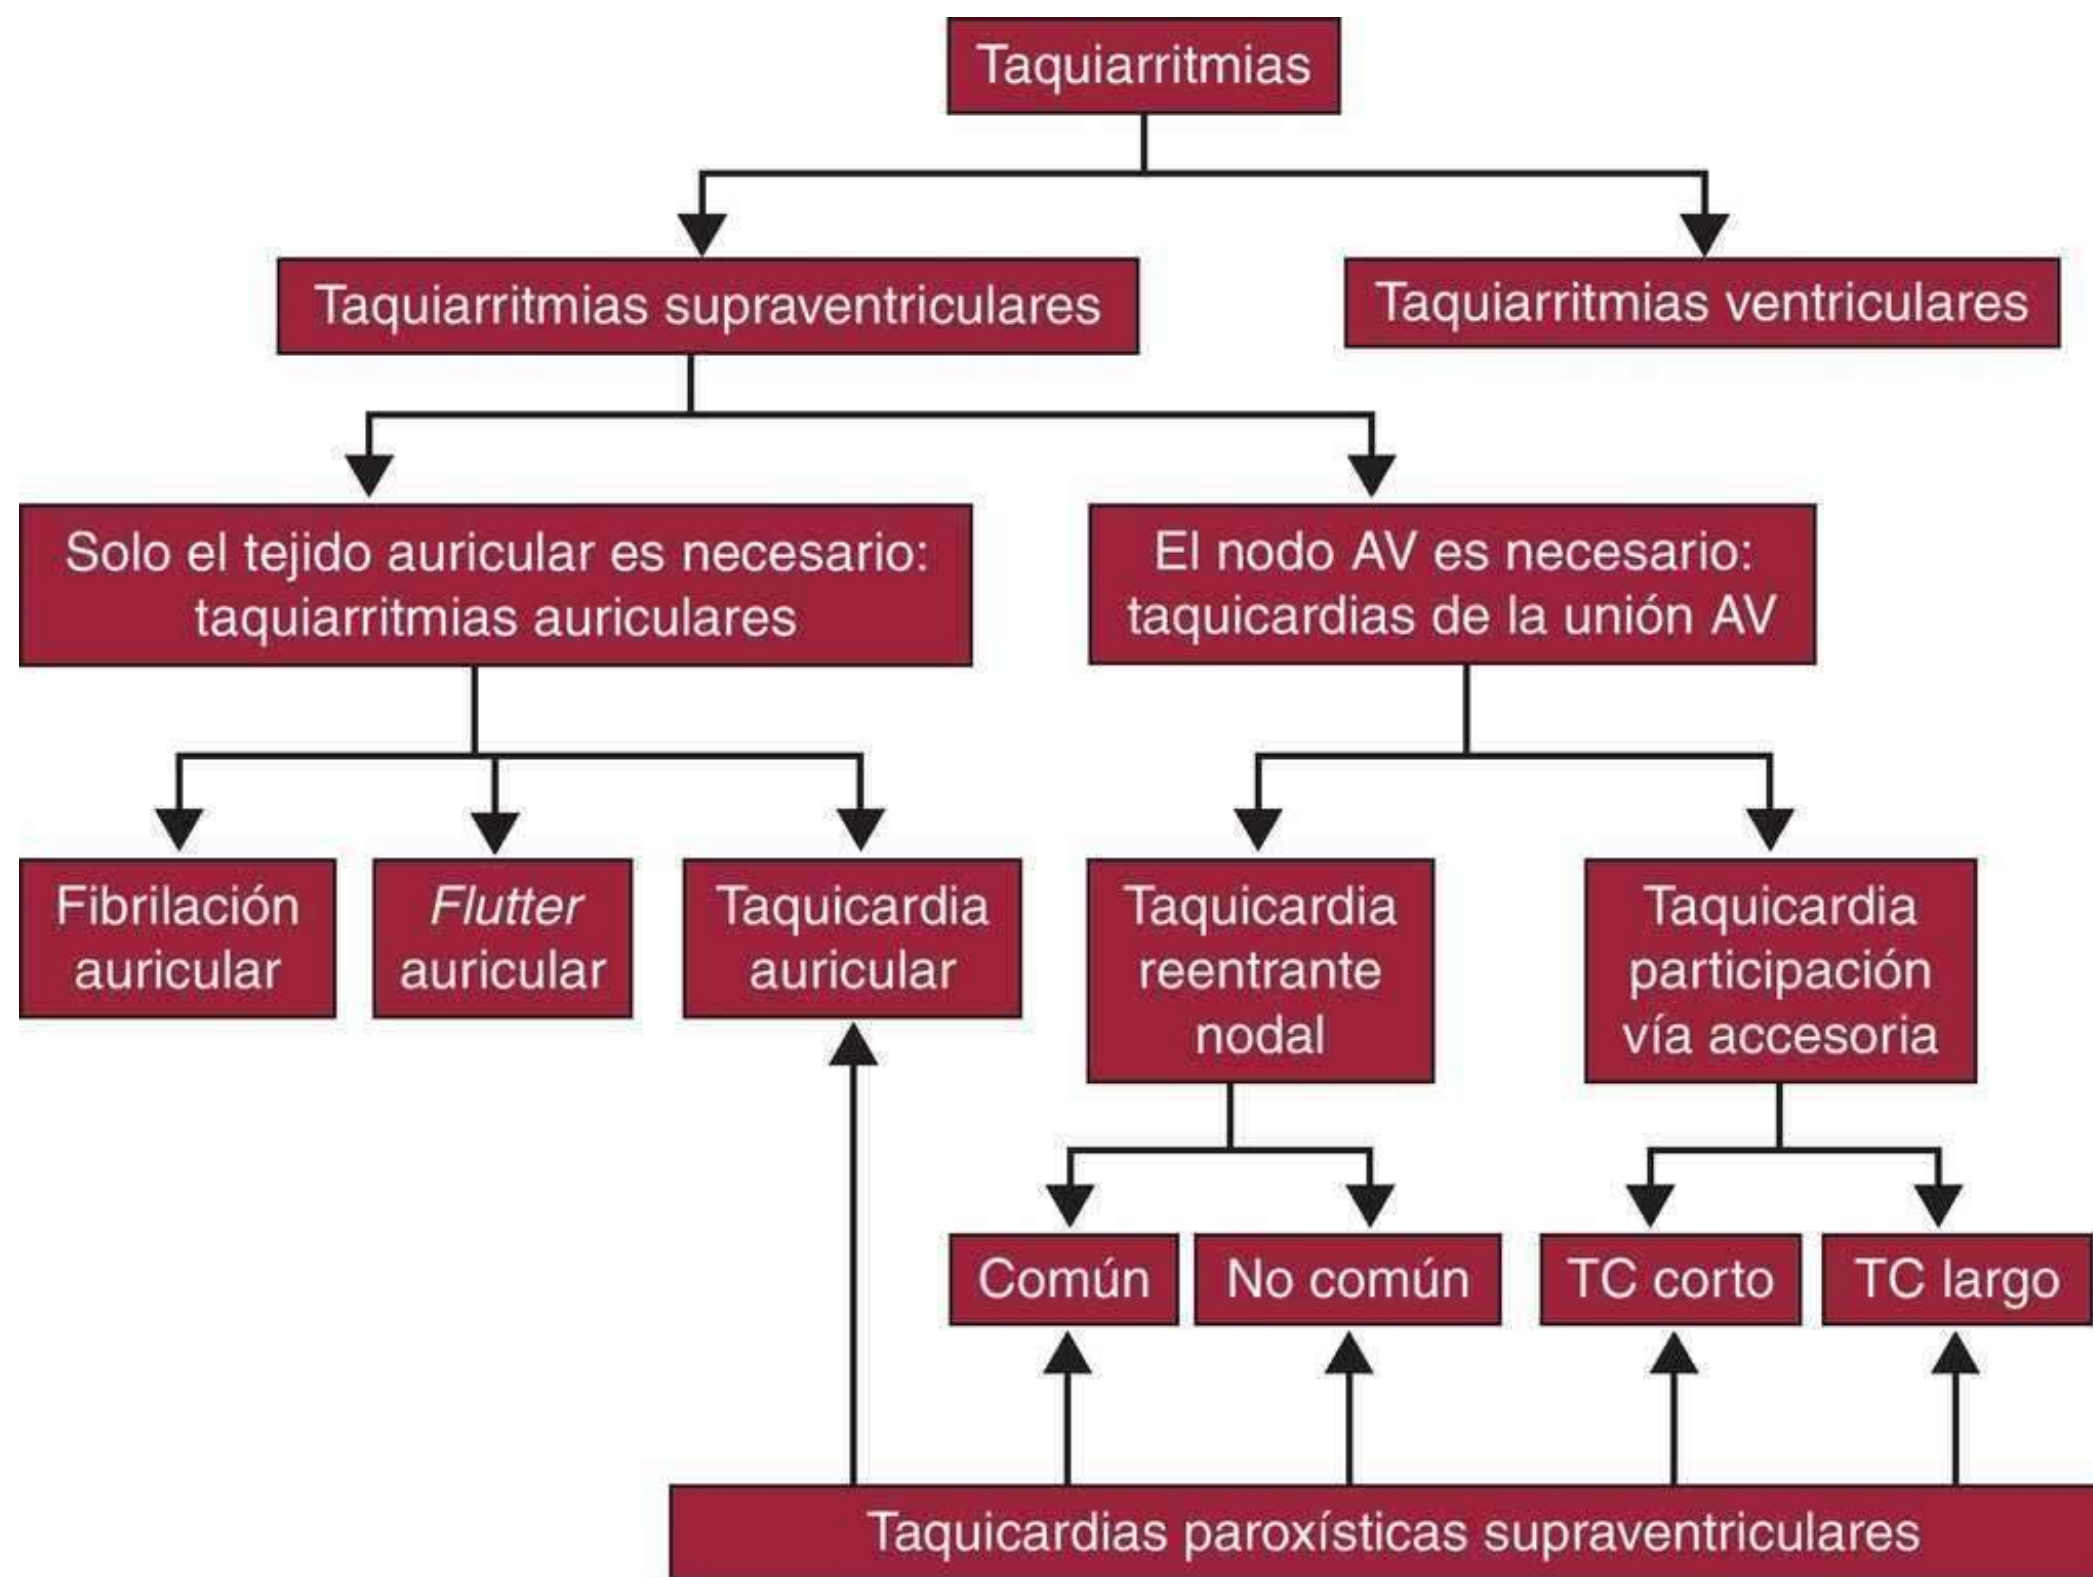 Taquiarritmias
Taquiarritmias supraventriculares
Taquiarritmias ventriculares
Solo el tejido auricular es necesario:
taquiarritmias auriculares
El nodo AV es necesario:
taquicardias de la unión AV
Fibrilación
auricular
Flutter
auricular
Taquicardia
auricular
Taquicardia
reentrante
nodal
Taquicardia
participación
vía accesoria
Común
No común
TC corto
TC largo
Taquicardias paroxísticas supraventriculares